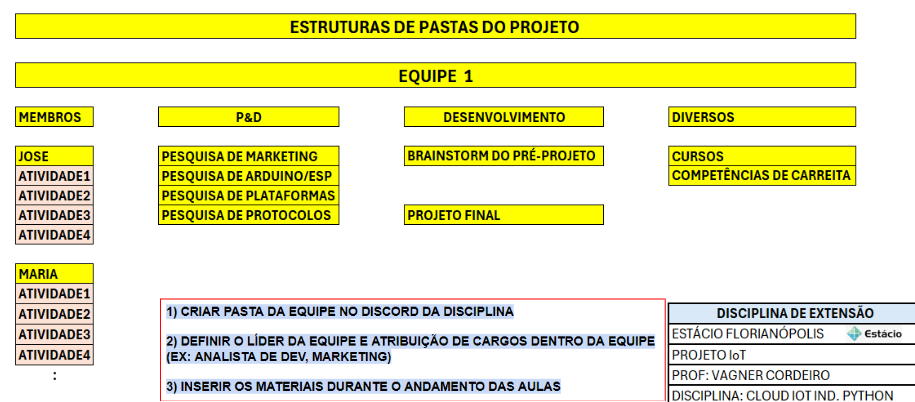 ESTRUTURAS DE PASTAS DO PROJETO
EQUIPE 1
MEMBROS
P&D
DESENVOLVIMENTO
DIVERSOS
JOSE
ATIVIDADE1
ATIVIDADE2
ATIVIDADE3
ATIVIDADE4
PESQUISA DE MARKETING
PESQUISA DE ARDUINO/ESP
PESQUISA DE PLATAFORMAS
PESQUISA DE PROTOCOLOS
BRAINSTORM DO PRÉ-PROJETO
PROJETO FINAL
CURSOS
COMPETÊNCIAS DE CARREITA
MARIA
ATIVIDADE1
ATIVIDADE2
ATIVIDADE3
ATIVIDADE4
:
1) CRIAR PASTA DA EQUIPE NO DISCORD DA DISCIPLINA
2) DEFINIR O LÍDER DA EQUIPE E ATRIBUIÇÃO DE CARGOS DENTRO DA EQUIPE
(EX: ANALISTA DE DEV, MARKETING)
3) INSERIR OS MATERIAIS DURANTE O ANDAMENTO DAS AULAS
DISCIPLINA DE EXTENSÃO
ESTÁCIO FLORIANÓPOLIS Estácio
PROJETO IoT
PROF: VAGNER CORDEIRO
DISCIPLINA: CLOUD IOT IND. PYTHON